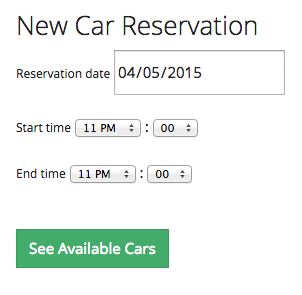 New Car Reservation
Reservation date 04/05/2015
Start time 11 PM : 00
End time 11 PM : 00
See Available Cars